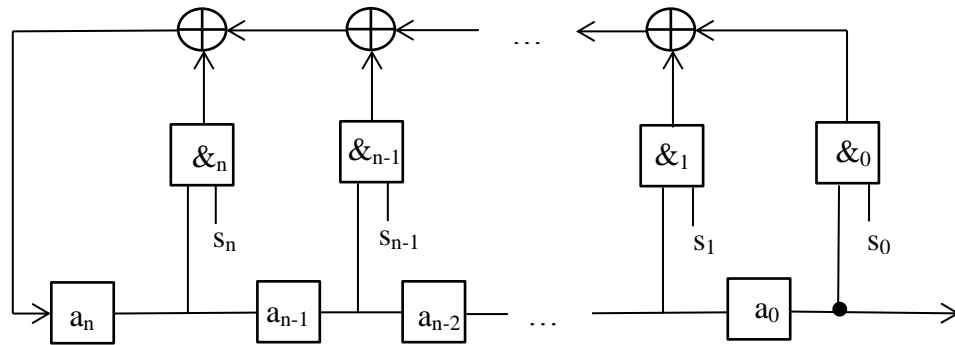 …
&ₙ &ₙ₋₁ &₁ &₀
sₙ sₙ₋₁ s₁ s₀
aₙ aₙ₋₁ aₙ₋₂ … a₀